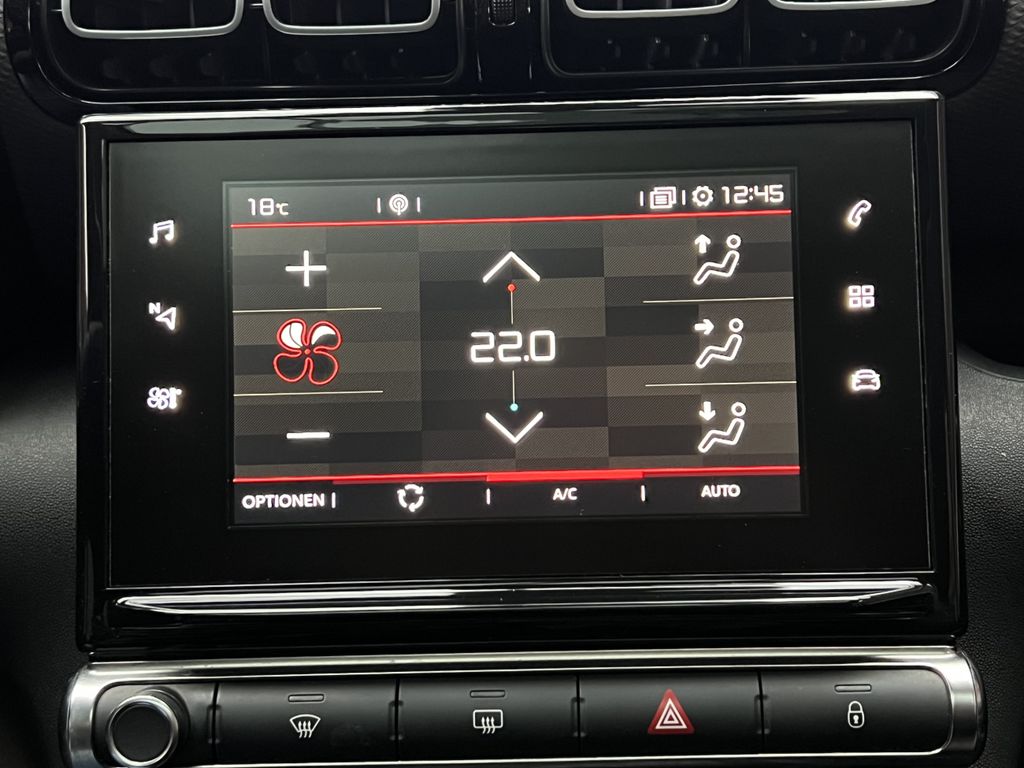 18°C
12:45
N
22.0
OPTIONEN
A/C
AUTO